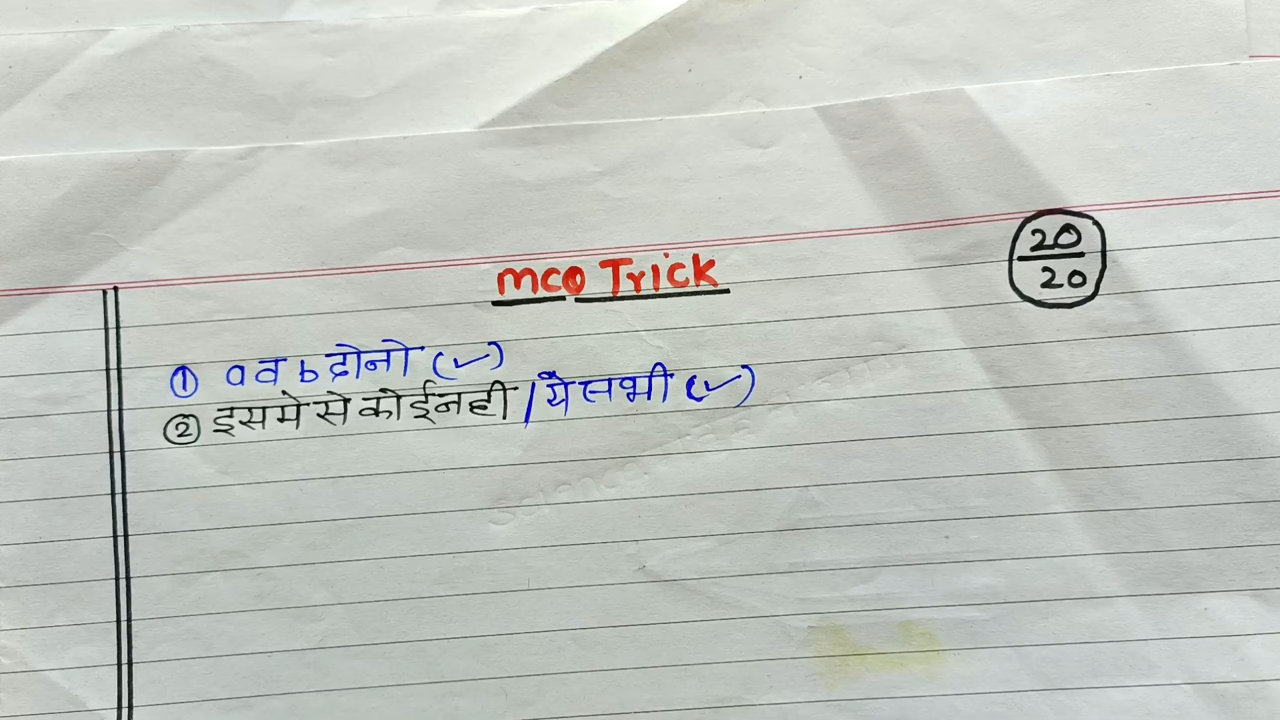 mcQ Trick
20
20
① a व b दोनो (✓)
② इसमे से कोई नही / ये सभी (✓)